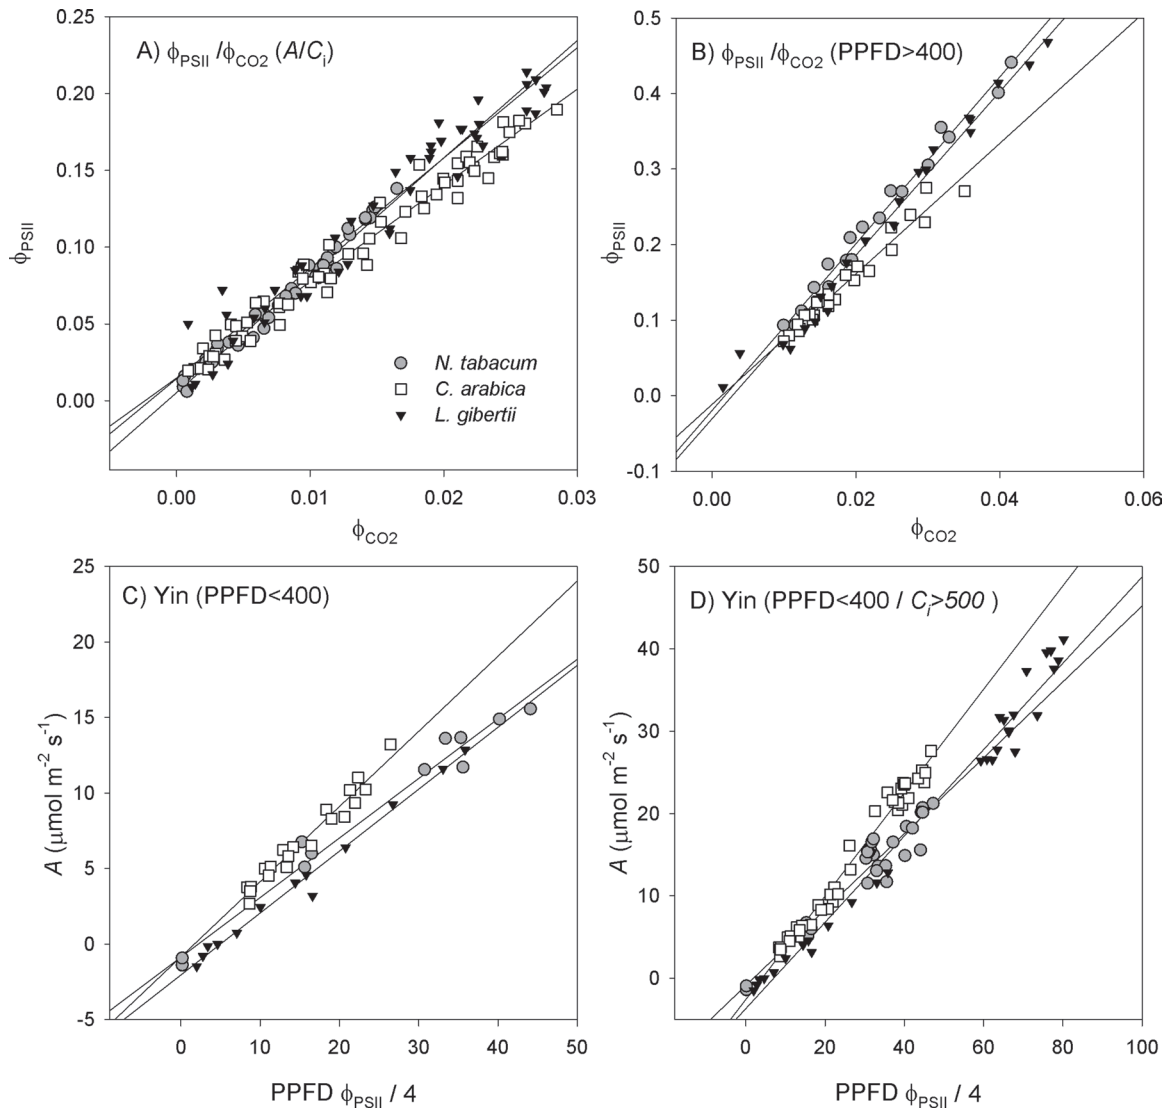 A) ϕPSII /ϕCO2 (A/Ci)
0.25
0.20
0.15
0.10
0.05
0.00
ϕPSII
0.00 0.01 0.02 0.03
ϕCO2
N. tabacum
C. arabica
L. gibertii
B) ϕPSII /ϕCO2 (PPFD>400)
0.5
0.4
0.3
0.2
0.1
0.0
-0.1
ϕPSII
0.00 0.02 0.04 0.06
ϕCO2
C) Yin (PPFD<400)
25
20
15
10
5
0
-5
A (μmol m-2 s-1)
0 10 20 30 40 50
PPFD ϕPSII / 4
D) Yin (PPFD<400 / Ci>500 )
50
40
30
20
10
0
A (μmol m-2 s-1)
0 20 40 60 80 100
PPFD ϕPSII / 4